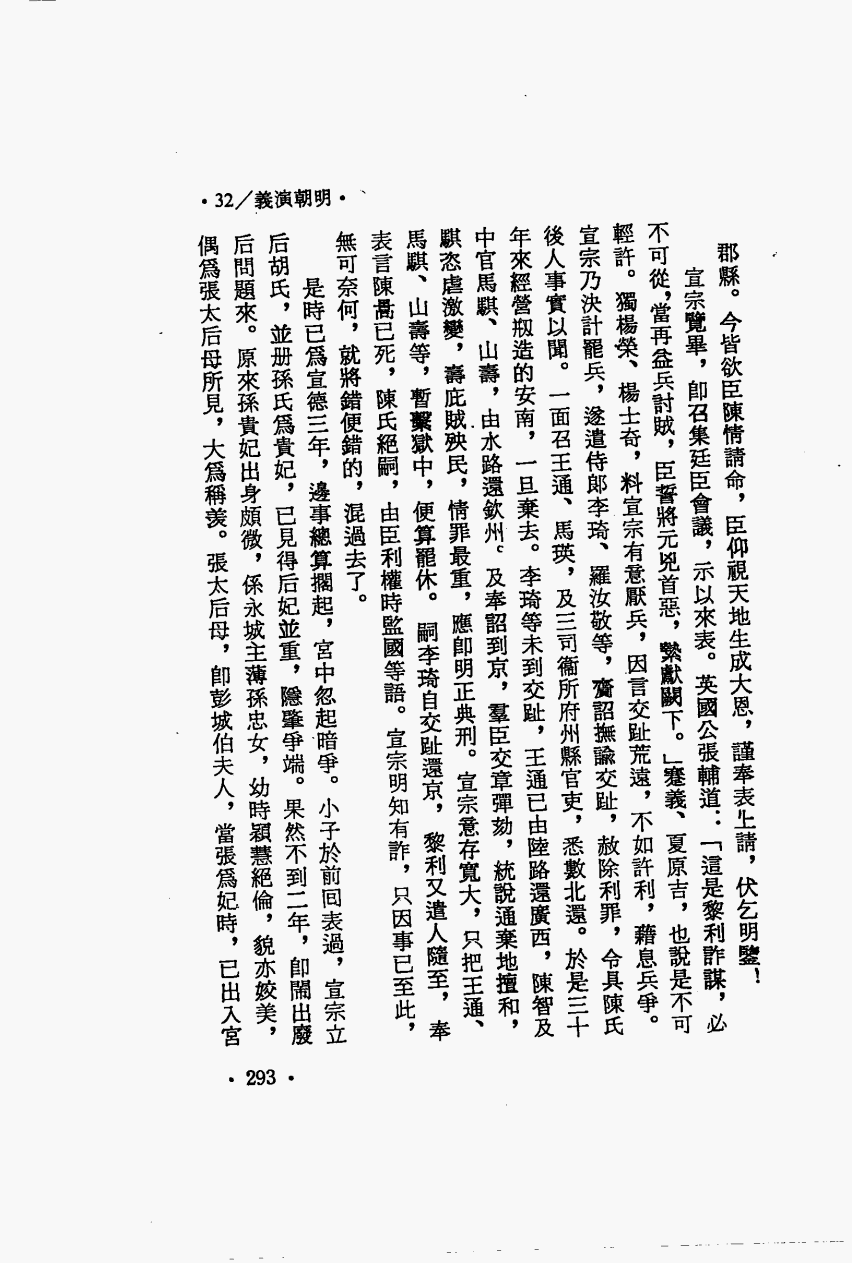 •32／義演朝明•
郡縣。今皆欲臣陳情請命，臣仰視天地生成大恩，謹奉表上請，伏乞明鑒！
宣宗覽畢，卽召集廷臣會議，示以來表。英國公張輔道：「這是黎利詐謀，必
不可從，當再益兵討賊，臣誓將元兇首惡，縶獻闕下。」蹇義、夏原吉，也說是不可
輕許。獨楊榮、楊士奇，料宣宗有意厭兵，因言交趾荒遠，不如許利，藉息兵爭。
宣宗乃決計罷兵，遂遣侍郎李琦、羅汝敬等，齎詔撫諭交趾，赦除利罪，令具陳氏
後人事實以聞。一面召王通、馬瑛，及三司衞所府州縣官吏，悉數北還。於是三十
年來經營剏造的安南，一旦棄去。李琦等未到交趾，王通已由陸路還廣西，陳智及
中官馬騏、山壽，由水路還欽州。及奉詔到京，羣臣交章彈劾，統說通棄地擅和，
騏恣虐激變，壽庇賊殃民，情罪最重，應卽明正典刑。宣宗意存寬大，只把王通、
馬騏、山壽等，暫繫獄中，便算罷休。嗣李琦自交趾還京，黎利又遣人隨至，奉
表言陳暠已死，陳氏絕嗣，由臣利權時監國等語。宣宗明知有詐，只因事已至此，
無可奈何，就將錯便錯的，混過去了。
是時已爲宣德三年，邊事總算擱起，宮中忽起暗爭。小子於前回表過，宣宗立
后胡氏，並册孫氏爲貴妃，已見得后妃並重，隱肇爭端。果然不到二年，卽鬧出廢
后問題來。原來孫貴妃出身頗微，係永城主薄孫忠女，幼時穎慧絕倫，貌亦姣美，
偶爲張太后母所見，大爲稱羨。張太后母，卽彭城伯夫人，當張爲妃時，已出入宮
•293•